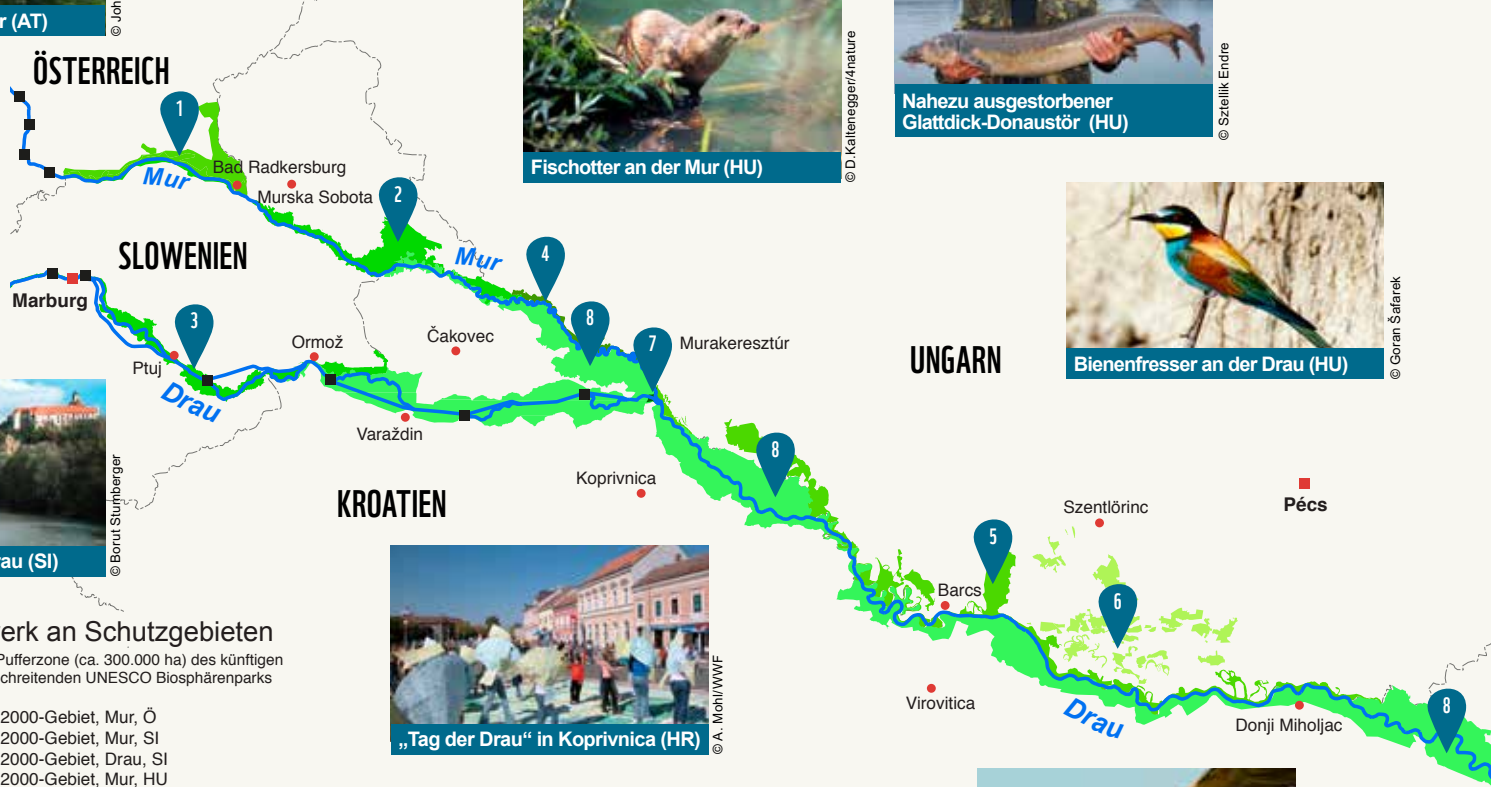 r (AT)
© Joh
ÖSTERREICH
1
Bad Radkersburg
Mur
Murska Sobota
2
SLOWENIEN
Mur
4
Marburg
3
8
7
Murakeresztúr
Ormož
Čakovec
Ptuj
Drau
Varaždin
Fischotter an der Mur (HU)
© D.Kaltenegger/4nature
Nahezu ausgestorbener
Glattdick-Donaustör (HU)
© Sztellik Endre
UNGARN
Bienenfresser an der Drau (HU)
© Goran Šafarek
rau (SI)
© Borut Stumberger
KROATIEN
Koprivnica
8
Szentlörinc
Pécs
5
Barcs
6
Virovitica
Drau
Donji Miholjac
8
„Tag der Drau“ in Koprivnica (HR)
© A. Mohl/WWF
erk an Schutzgebieten
Pufferzone (ca. 300.000 ha) des künftigen
chreitenden UNESCO Biosphärenparks
2000-Gebiet, Mur, Ö
2000-Gebiet, Mur, SI
2000-Gebiet, Drau, SI
2000-Gebiet, Mur, HU